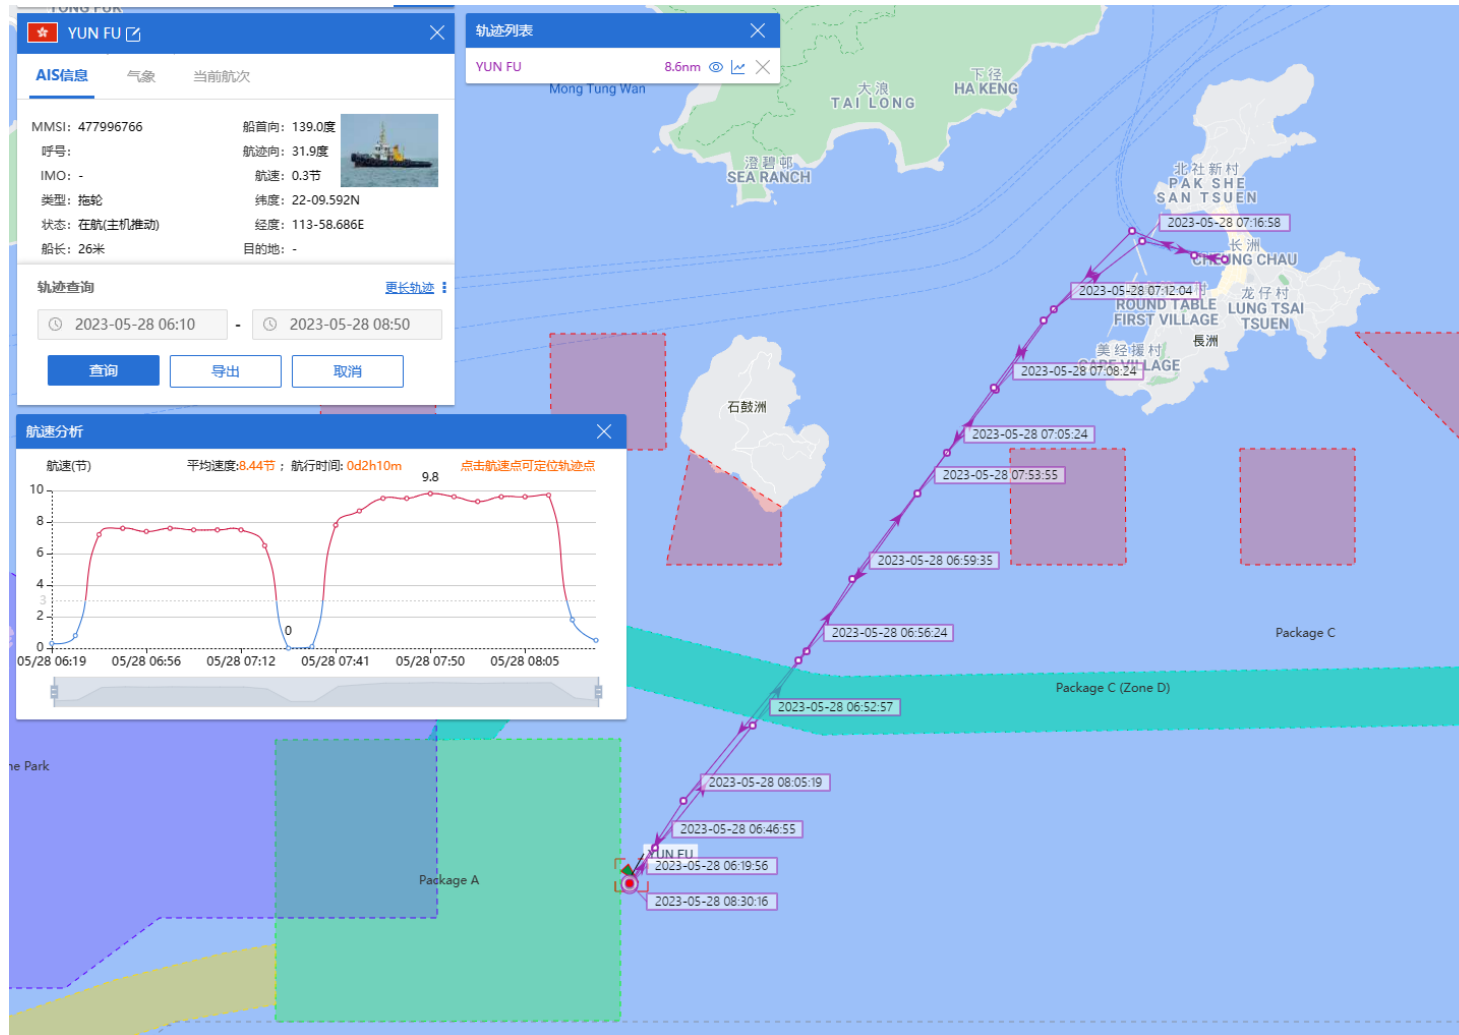 YUN FU
AIS信息
气象
当前航次
MMSI: 477996766
船首向: 139.0度
呼号:
航迹向: 31.9度
IMO: -
航速: 0.3节
类型: 拖轮
纬度: 22-09.592N
状态: 在航(主机推动)
经度: 113-58.686E
船长: 26米
目的地: -
轨迹查询
更长轨迹
2023-05-28 06:10 - 2023-05-28 08:50
查询
导出
取消
轨迹列表
YUN FU
8.6nm
航速分析
航速(节)
平均速度:8.44节 ; 航行时间: 0d2h10m
点击航速点可定位轨迹点
9.8
10
8
6
4
3
2
0
0
05/28 06:19
05/28 06:56
05/28 07:12
05/28 07:41
05/28 07:50
05/28 08:05
Mong Tung Wan
大浪
TAI LONG
下径
HA KENG
澄碧邨
SEA RANCH
北社新村
PAK SHE
SAN TSUEN
2023-05-28 07:16:58
长洲
CHEUNG CHAU
2023-05-28 07:12:04
村
ROUND TABLE
FIRST VILLAGE
龙仔村
LUNG TSAI
TSUEN
長洲
美经援村
CARE VILLAGE
2023-05-28 07:08:24
石鼓洲
2023-05-28 07:05:24
2023-05-28 07:53:55
2023-05-28 06:59:35
2023-05-28 06:56:24
Package C
Package C (Zone D)
2023-05-28 06:52:57
ne Park
2023-05-28 08:05:19
2023-05-28 06:46:55
YUN FU
2023-05-28 06:19:56
Package A
2023-05-28 08:30:16